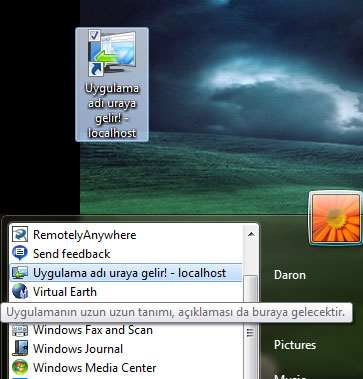 Uygulama
adı uraya
gelir! -
localhost
RemotelyAnywhere
Send feedback
Uygulama adı uraya gelir! - localhost
Virtual Earth
Uygulamanın uzun uzun tanımı, açıklaması da buraya gelecektir.
Windows Fax and Scan
Windows Journal
Windows Media Center
Daron
Pictures
Music